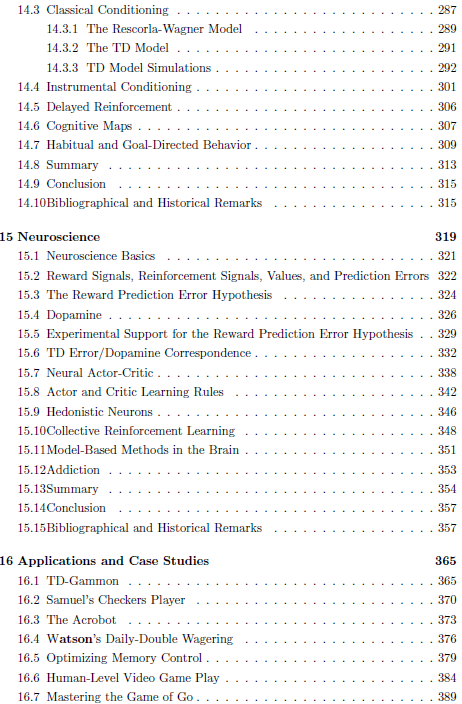 14.3 Classical Conditioning . . . . . . . . . . . . . . . . . . . . . . . . . . . 287
14.3.1 The Rescorla-Wagner Model . . . . . . . . . . . . . . . . . . . 289
14.3.2 The TD Model . . . . . . . . . . . . . . . . . . . . . . . . . . . 291
14.3.3 TD Model Simulations . . . . . . . . . . . . . . . . . . . . . . . 292
14.4 Instrumental Conditioning . . . . . . . . . . . . . . . . . . . . . . . . . 301
14.5 Delayed Reinforcement . . . . . . . . . . . . . . . . . . . . . . . . . . . 306
14.6 Cognitive Maps . . . . . . . . . . . . . . . . . . . . . . . . . . . . . . 307
14.7 Habitual and Goal-Directed Behavior . . . . . . . . . . . . . . . . . . . 309
14.8 Summary . . . . . . . . . . . . . . . . . . . . . . . . . . . . . . . . . 313
14.9 Conclusion . . . . . . . . . . . . . . . . . . . . . . . . . . . . . . . . 315
14.10Bibliographical and Historical Remarks . . . . . . . . . . . . . . . . . 315
15 Neuroscience 319
15.1 Neuroscience Basics . . . . . . . . . . . . . . . . . . . . . . . . . . . . 321
15.2 Reward Signals, Reinforcement Signals, Values, and Prediction Errors 322
15.3 The Reward Prediction Error Hypothesis . . . . . . . . . . . . . . . . 324
15.4 Dopamine . . . . . . . . . . . . . . . . . . . . . . . . . . . . . . . . . 326
15.5 Experimental Support for the Reward Prediction Error Hypothesis . . 329
15.6 TD Error/Dopamine Correspondence . . . . . . . . . . . . . . . . . . . 332
15.7 Neural Actor-Critic . . . . . . . . . . . . . . . . . . . . . . . . . . . . 338
15.8 Actor and Critic Learning Rules . . . . . . . . . . . . . . . . . . . . . 342
15.9 Hedonistic Neurons . . . . . . . . . . . . . . . . . . . . . . . . . . . . 346
15.10Collective Reinforcement Learning . . . . . . . . . . . . . . . . . . . . 348
15.11Model-Based Methods in the Brain . . . . . . . . . . . . . . . . . . . . 351
15.12Addiction . . . . . . . . . . . . . . . . . . . . . . . . . . . . . . . . . 353
15.13Summary . . . . . . . . . . . . . . . . . . . . . . . . . . . . . . . . . 354
15.14Conclusion . . . . . . . . . . . . . . . . . . . . . . . . . . . . . . . . 357
15.15Bibliographical and Historical Remarks . . . . . . . . . . . . . . . . . 357
16 Applications and Case Studies 365
16.1 TD-Gammon . . . . . . . . . . . . . . . . . . . . . . . . . . . . . . . 365
16.2 Samuel's Checkers Player . . . . . . . . . . . . . . . . . . . . . . . . . 370
16.3 The Acrobot . . . . . . . . . . . . . . . . . . . . . . . . . . . . . . . . 373
16.4 Watson's Daily-Double Wagering . . . . . . . . . . . . . . . . . . . . 376
16.5 Optimizing Memory Control . . . . . . . . . . . . . . . . . . . . . . . . 379
16.6 Human-Level Video Game Play . . . . . . . . . . . . . . . . . . . . . . 384
16.7 Mastering the Game of Go . . . . . . . . . . . . . . . . . . . . . . . . . 389